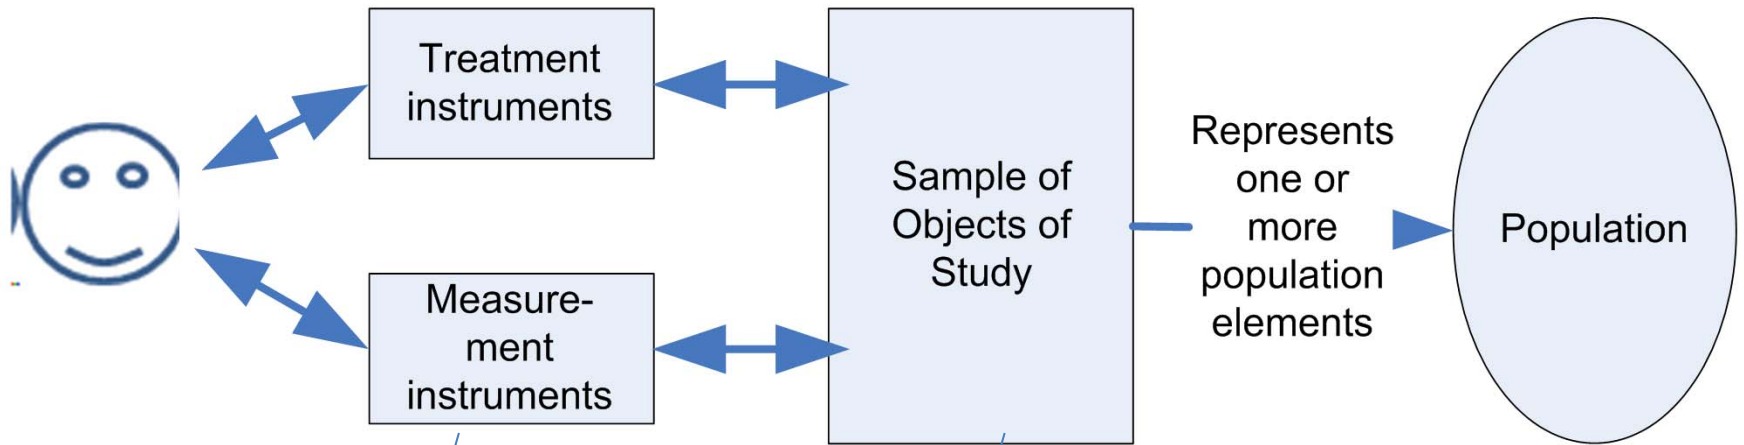 Treatment
instruments
Measure-
ment
instruments
Sample of
Objects of
Study
Represents
one or
more
population
elements
Population